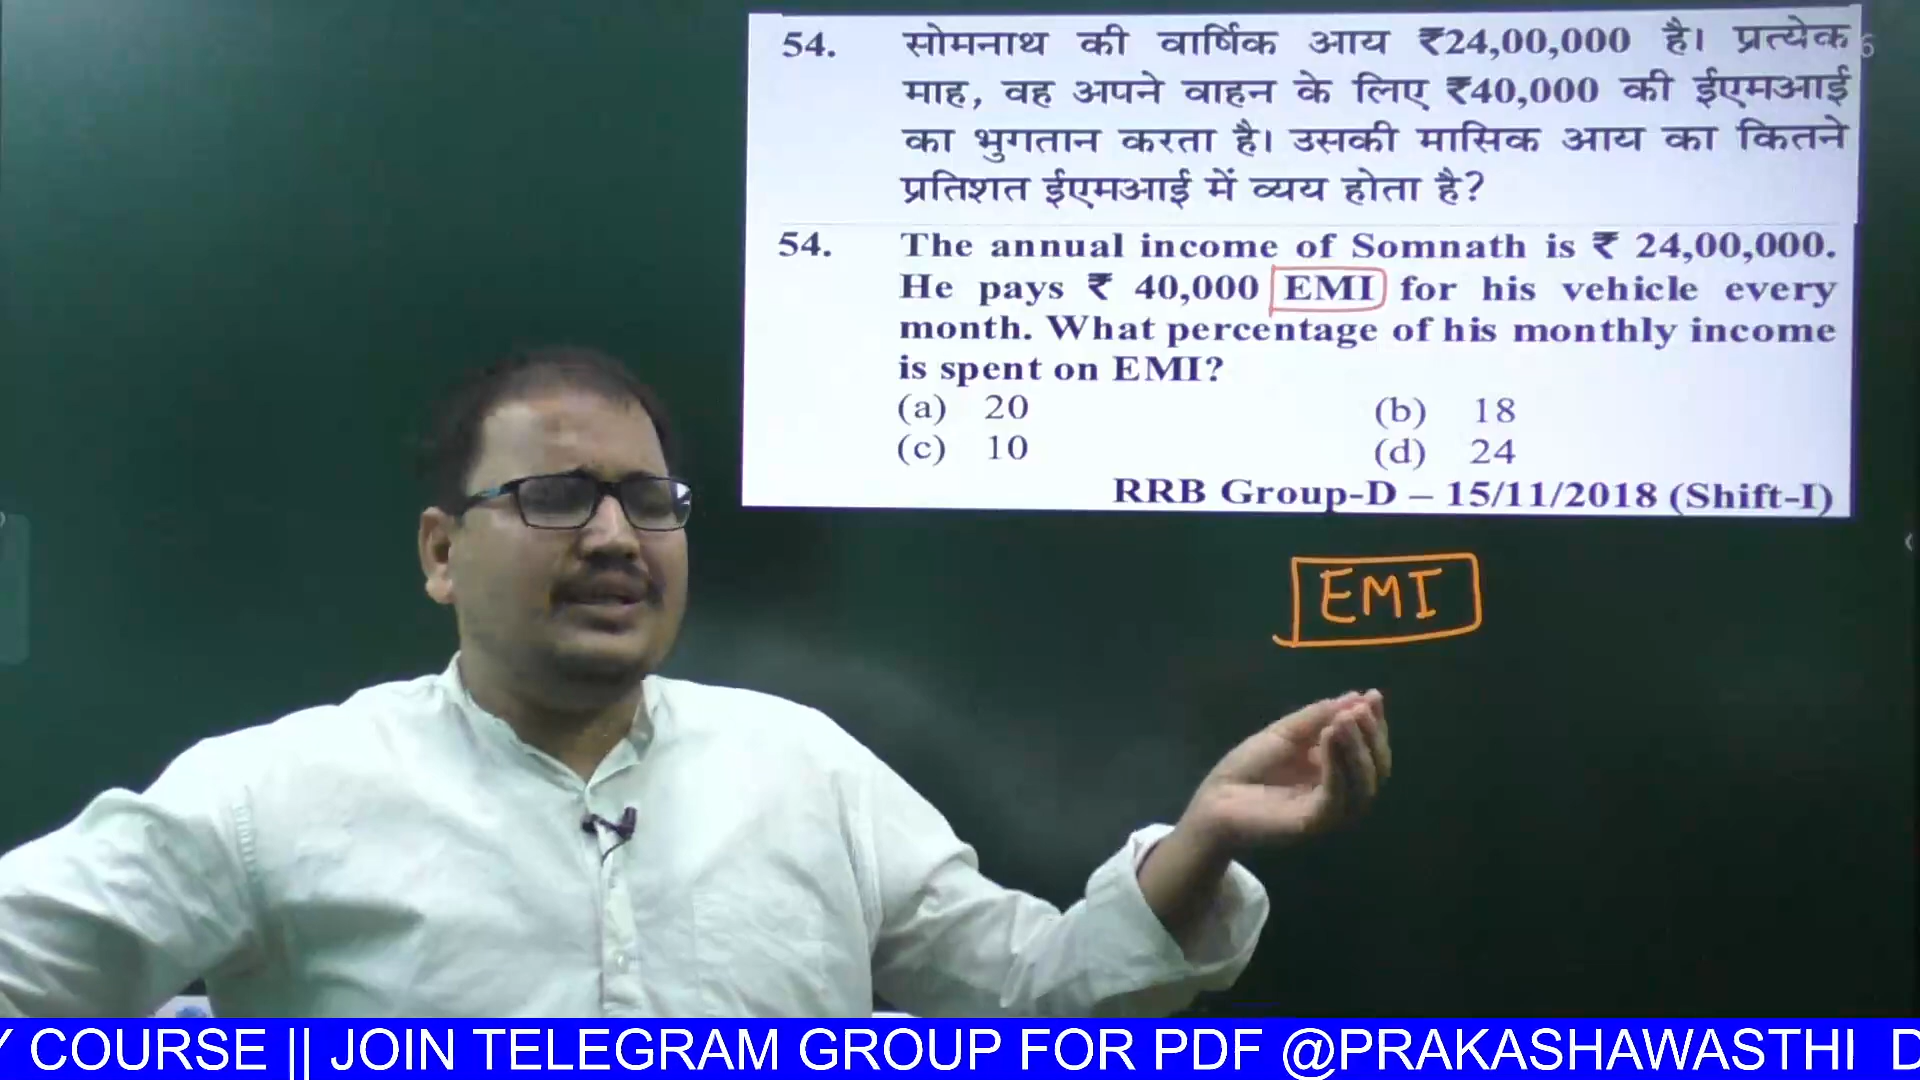 54. सोमनाथ की वार्षिक आय ₹24,00,000 है। प्रत्येक
माह, वह अपने वाहन के लिए ₹40,000 की ईएमआई
का भुगतान करता है। उसकी मासिक आय का कितने
प्रतिशत ईएमआई में व्यय होता है?
54. The annual income of Somnath is ₹ 24,00,000.
He pays ₹ 40,000 EMI for his vehicle every
month. What percentage of his monthly income
is spent on EMI?
(a) 20 (b) 18
(c) 10 (d) 24
RRB Group-D – 15/11/2018 (Shift-I)
EMI
COURSE || JOIN TELEGRAM GROUP FOR PDF @PRAKASHAWASTHI